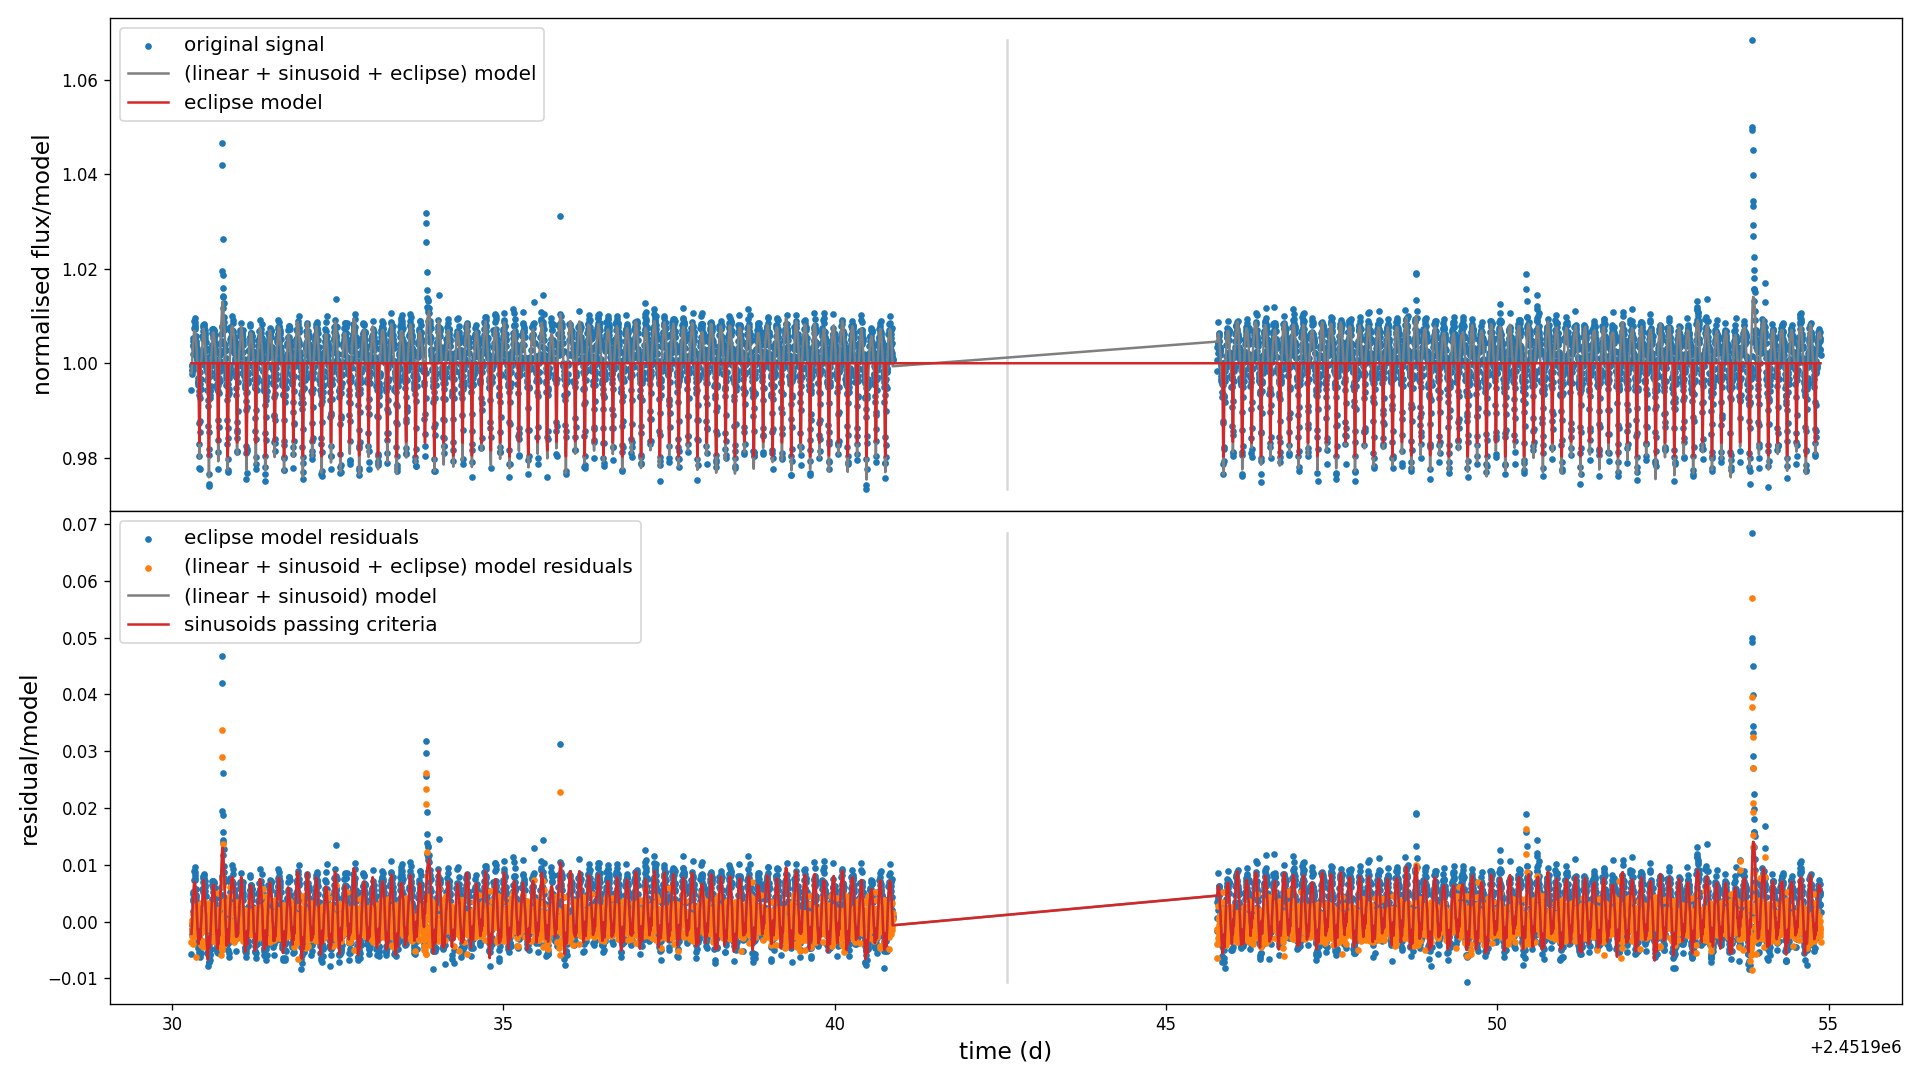 original signal
(linear + sinusoid + eclipse) model
eclipse model
normalised flux/model
1.06
1.04
1.02
1.00
0.98
eclipse model residuals
(linear + sinusoid + eclipse) model residuals
(linear + sinusoid) model
sinusoids passing criteria
residual/model
0.07
0.06
0.05
0.04
0.03
0.02
0.01
0.00
−0.01
30
35
40
45
50
55
time (d)
+2.4519e6